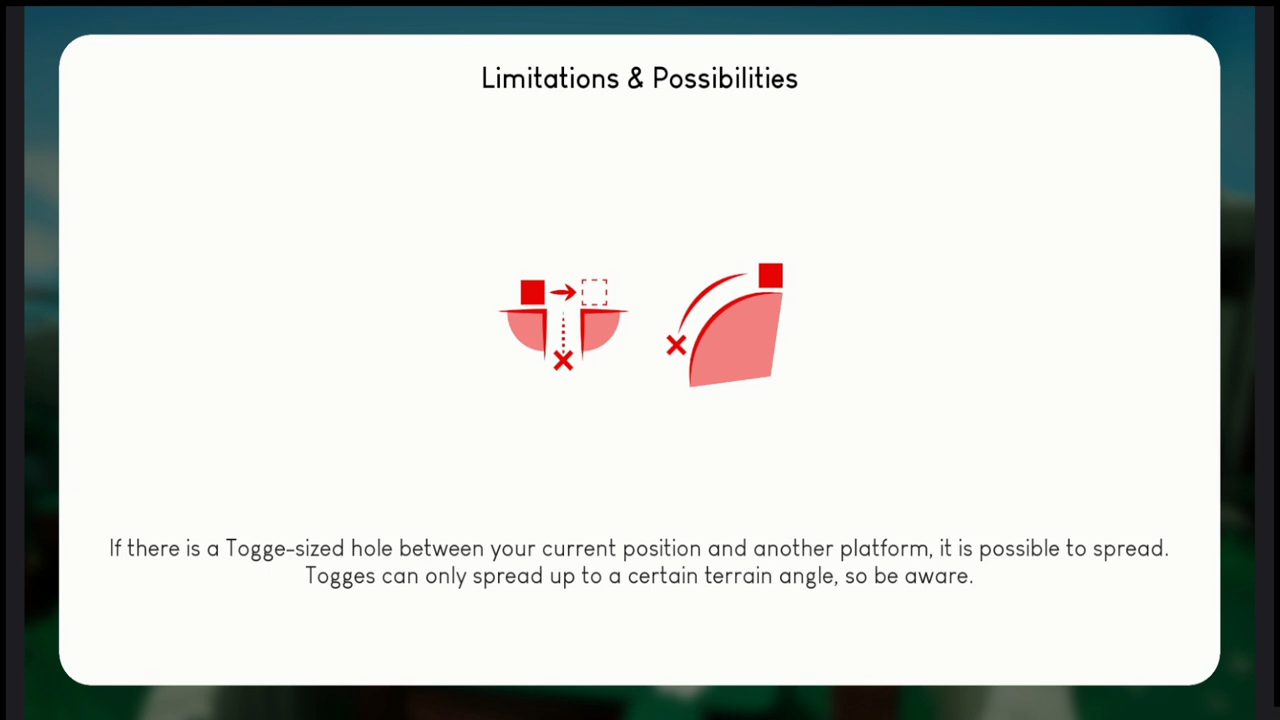 Limitations & Possibilities
If there is a Togge-sized hole between your current position and another platform, it is possible to spread.
Togges can only spread up to a certain terrain angle, so be aware.